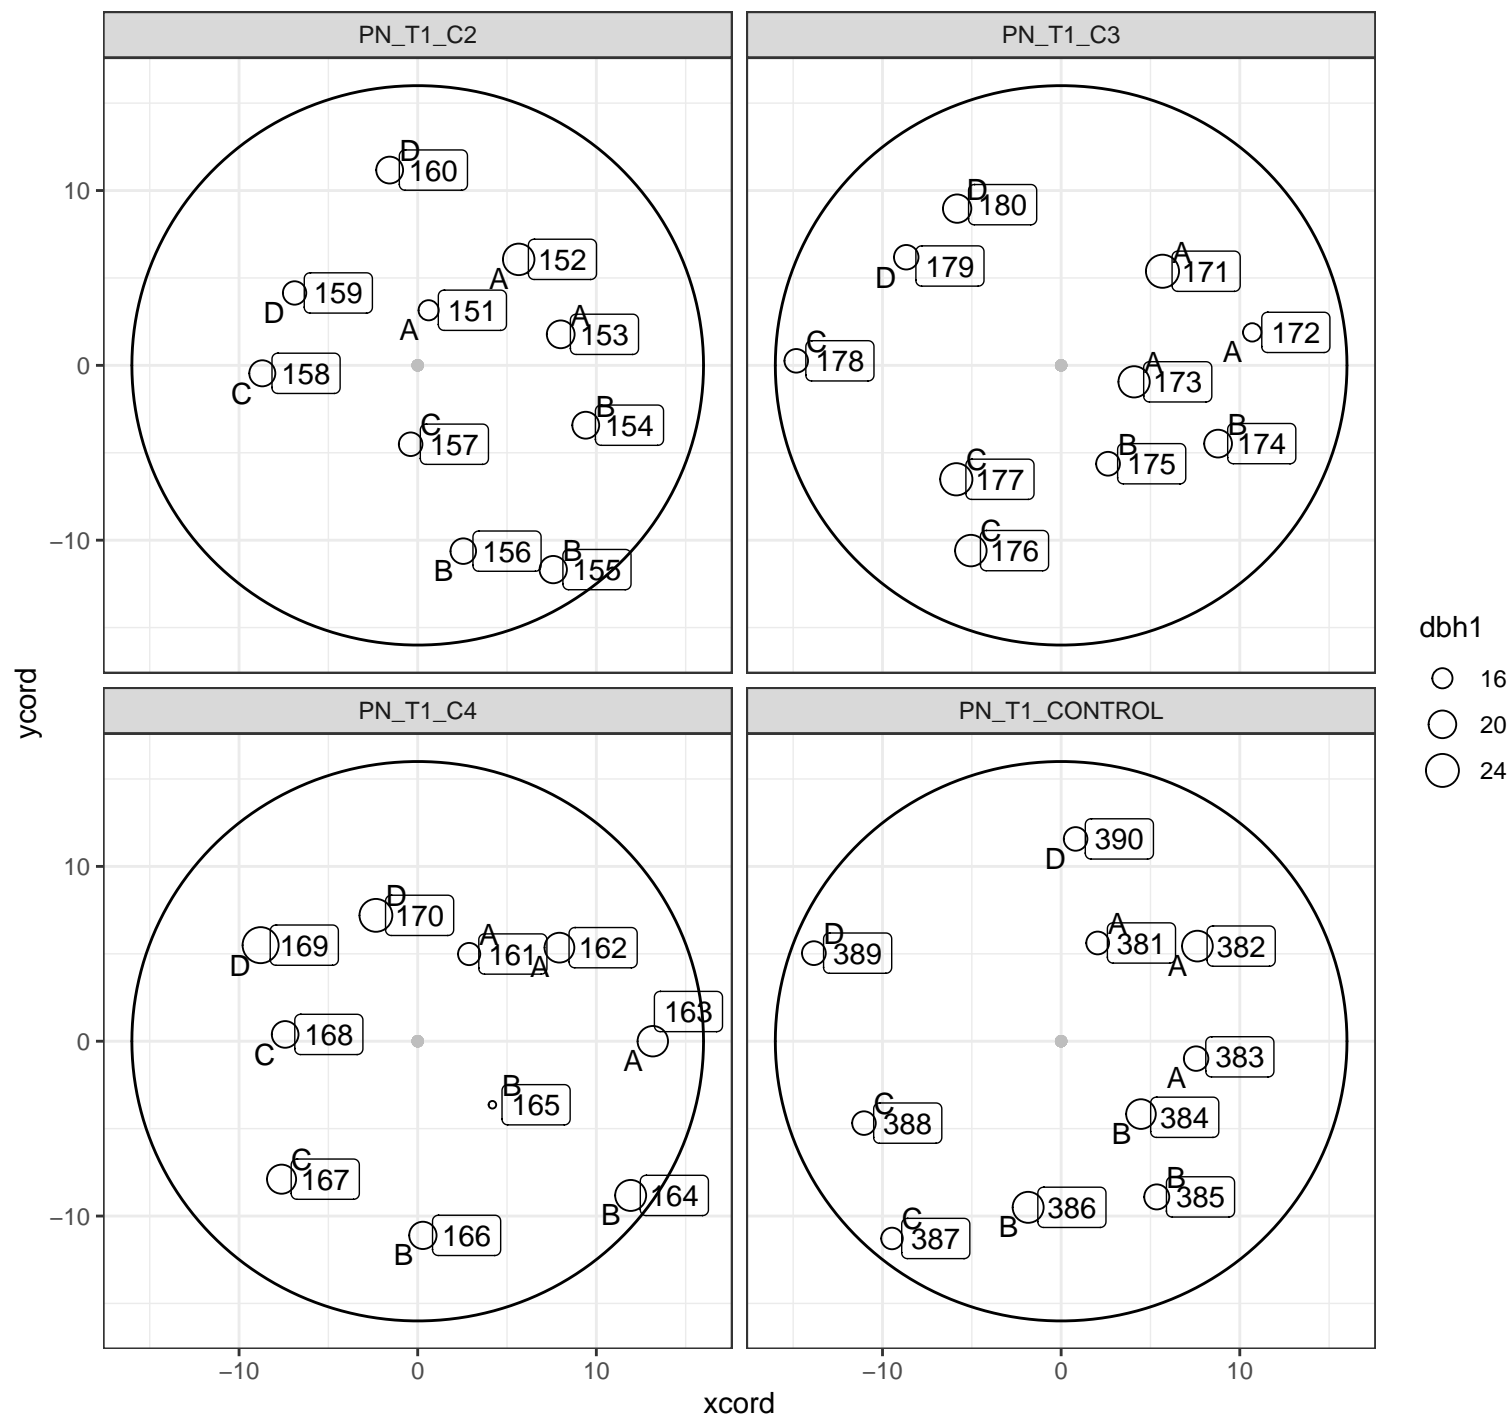 PN_T1_C2
PN_T1_C3
D
160
152
A
159
D
151
A
A
153
158
C
B
154
C
157
156
B
B
155
D
180
179
D
A
171
172
A
C
178
A
173
B
174
B
175
C
177
C
176
10
0
−10
ycord
PN_T1_C4
PN_T1_CONTROL
D
170
169
D
A
161
162
A
163
A
168
C
B
165
C
167
164
B
166
B
390
D
D
389
A
381
382
A
383
A
384
B
C
388
B
385
386
B
C
387
10
0
−10
−10
0
10
−10
0
10
xcord
dbh1
16
20
24